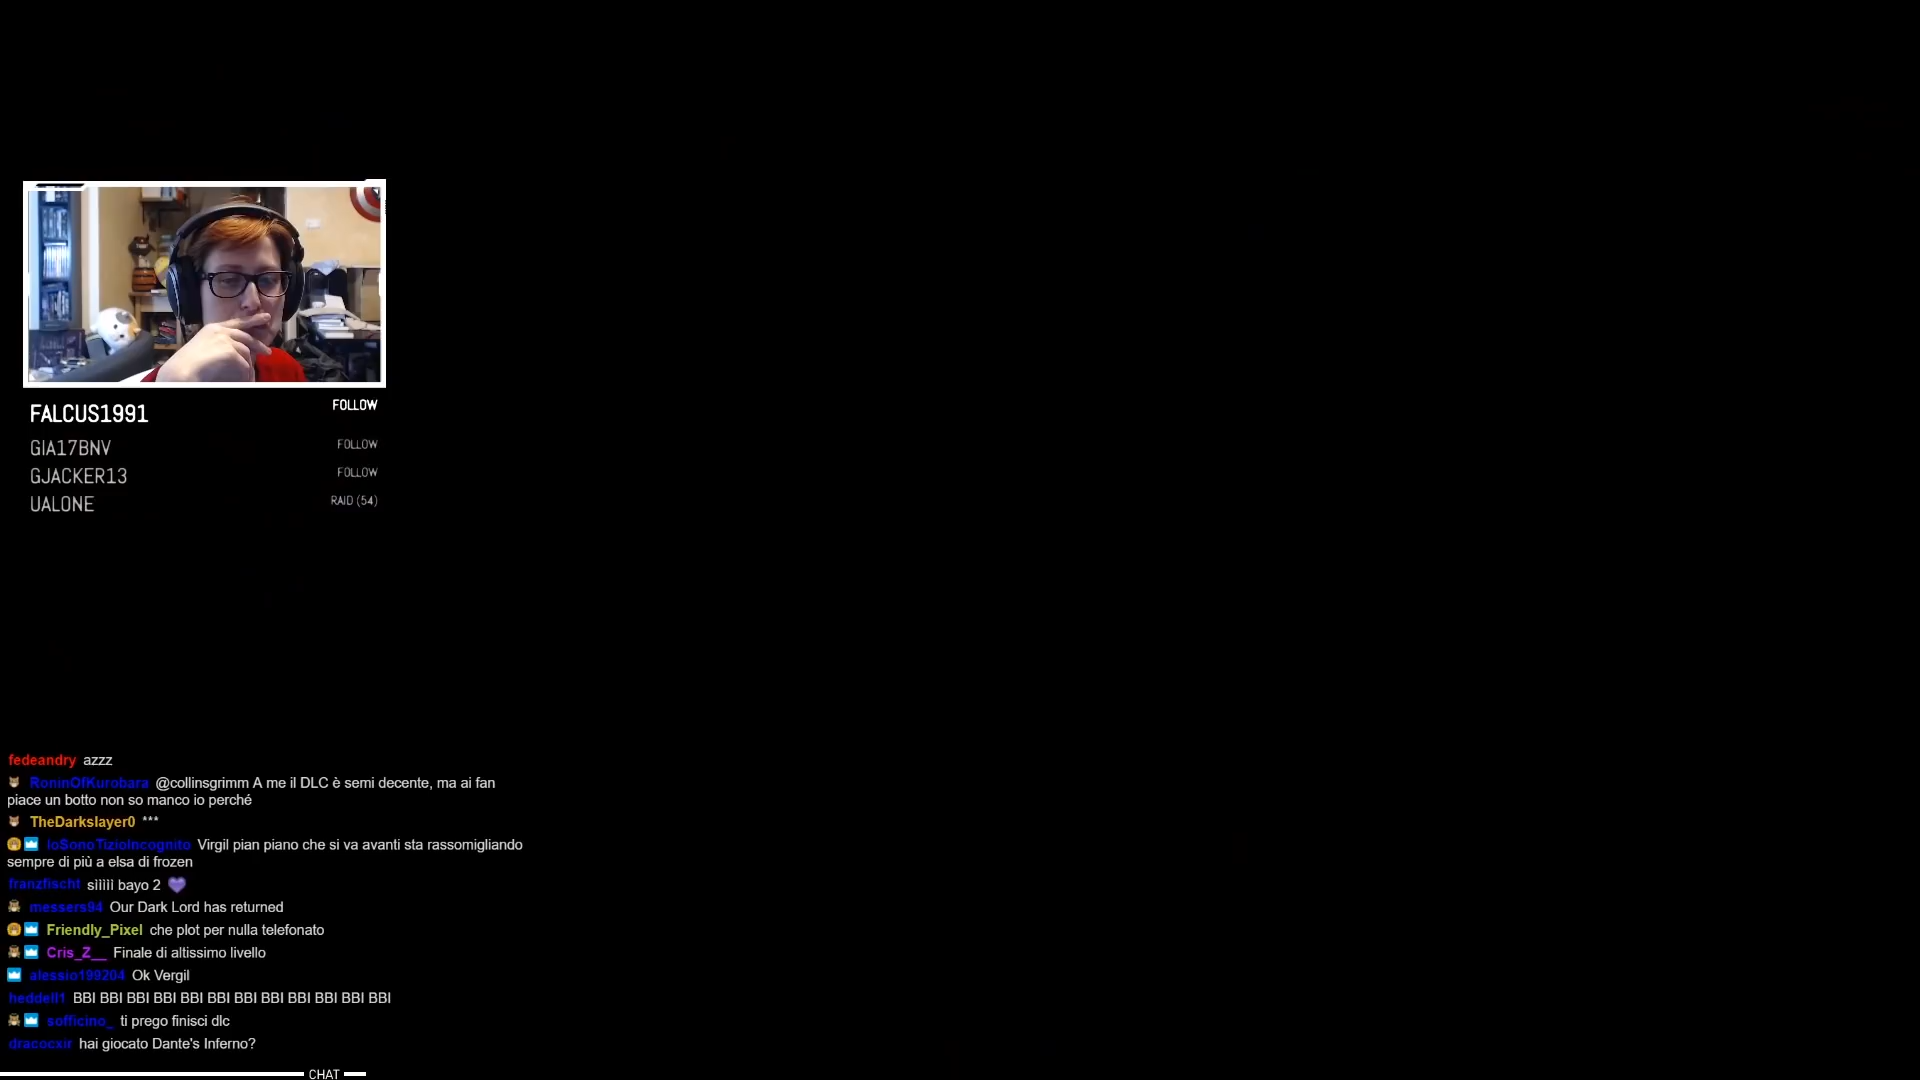 FALCUS1991 FOLLOW
GIA17BNV FOLLOW
GJACKER13 FOLLOW
UALONE RAID (54)
fedeandry azzz
RoninOfKurobara @collinsgrimm A me il DLC è semi decente, ma ai fan
piace un botto non so manco io perché
TheDarkslayer0 ***
IoSonoTizioIncognito Virgil pian piano che si va avanti sta rassomigliando
sempre di più a elsa di frozen
franzfischt sììììì bayo 2
messers94 Our Dark Lord has returned
Friendly_Pixel che plot per nulla telefonato
Cris_Z__ Finale di altissimo livello
alessio199204 Ok Vergil
heddell1 BBI BBI BBI BBI BBI BBI BBI BBI BBI BBI BBI BBI
sofficino_ ti prego finisci dlc
dracocxir hai giocato Dante's Inferno?
CHAT